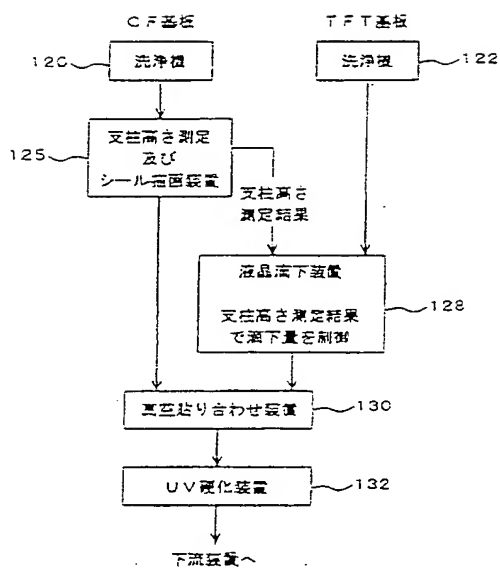 CF基板
TFT基板
120
洗浄機
洗浄機
122
125
支柱高さ測定
及び
シール描画装置
支柱高さ
測定結果
液晶滴下装置
支柱高さ測定結果
で滴下量を制御
128
真空貼り合わせ装置
130
UV硬化装置
132
下流装置へ